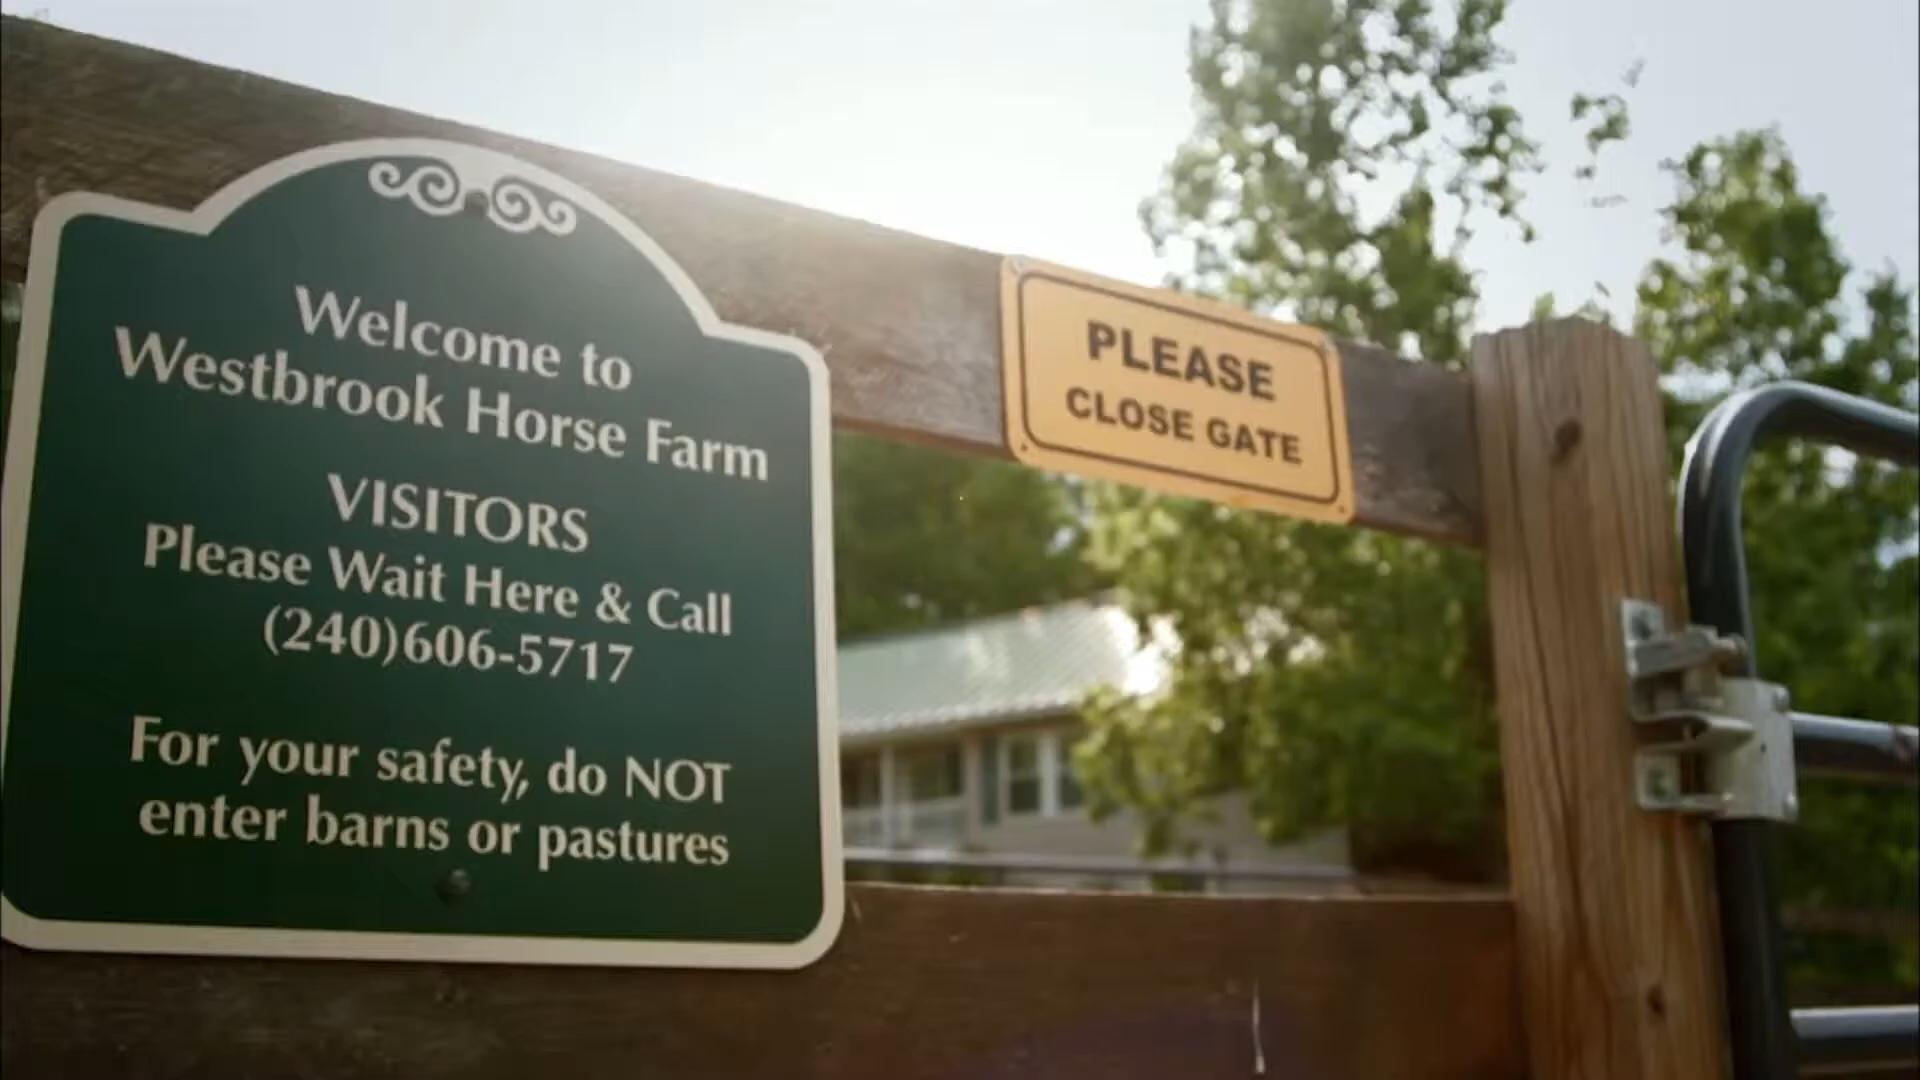 Welcome to
Westbrook Horse Farm
VISITORS
Please Wait Here & Call
(240)606-5717
For your safety, do NOT
enter barns or pastures
PLEASE
CLOSE GATE